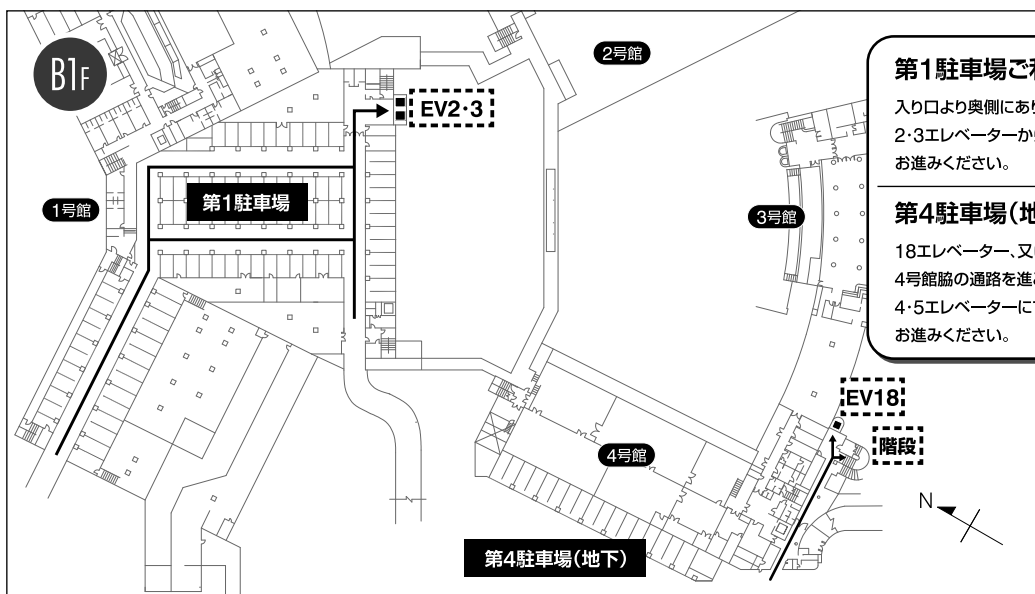 B1F
2号館
EV2・3
1号館
第1駐車場
3号館
第1駐車場ご
入り口より奥側にあ
2・3エレベーターか
お進みください。
第4駐車場(地
18エレベーター、又
4号館脇の通路を進
4・5エレベーターに
お進みください。
EV18
階段
4号館
N
第4駐車場(地下)